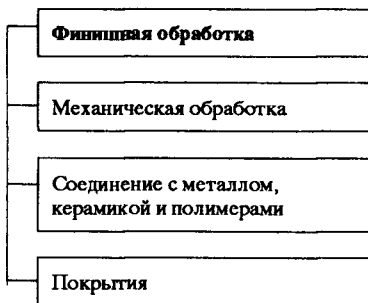 Финишная обработка
Механическая обработка
Соединение с металлом,
керамикой и полимерами
Покрытия